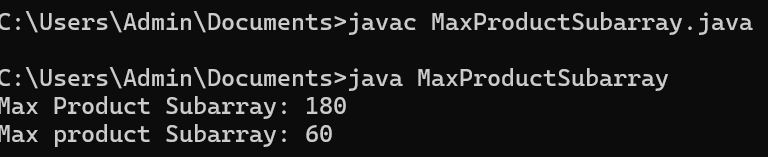 C:\Users\Admin\Documents>javac MaxProductSubarray.java
C:\Users\Admin\Documents>java MaxProductSubarray
Max Product Subarray: 180
Max product Subarray: 60